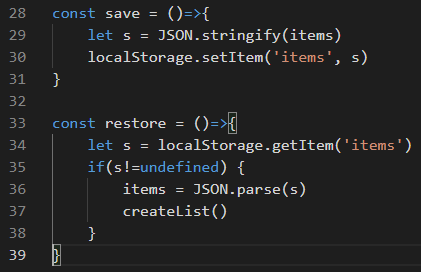 28 const save = ()=>{
29 let s = JSON.stringify(items)
30 localStorage.setItem('items', s)
31 }
32
33 const restore = ()=>{
34 let s = localStorage.getItem('items')
35 if(s!=undefined) {
36 items = JSON.parse(s)
37 createList()
38 }
39 }